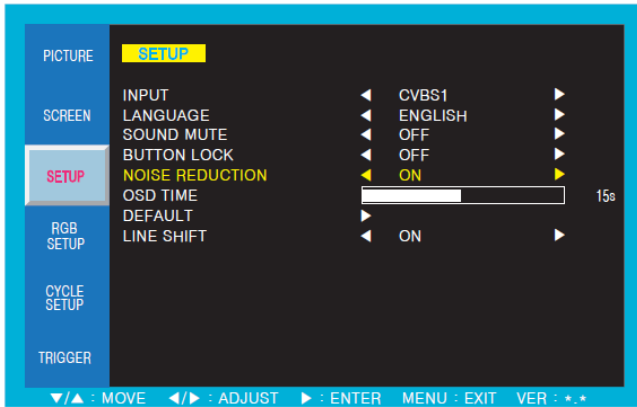 PICTURE
SCREEN
SETUP
RGB
SETUP
CYCLE
SETUP
TRIGGER
SETUP
INPUT ◀ CVBS1 ▶
LANGUAGE ◀ ENGLISH ▶
SOUND MUTE ◀ OFF ▶
BUTTON LOCK ◀ OFF ▶
NOISE REDUCTION ◀ ON ▶
OSD TIME 15s
DEFAULT ▶
LINE SHIFT ◀ ON ▶
▼/▲ : MOVE ◀/▶ : ADJUST ▶ : ENTER MENU : EXIT VER : *.*